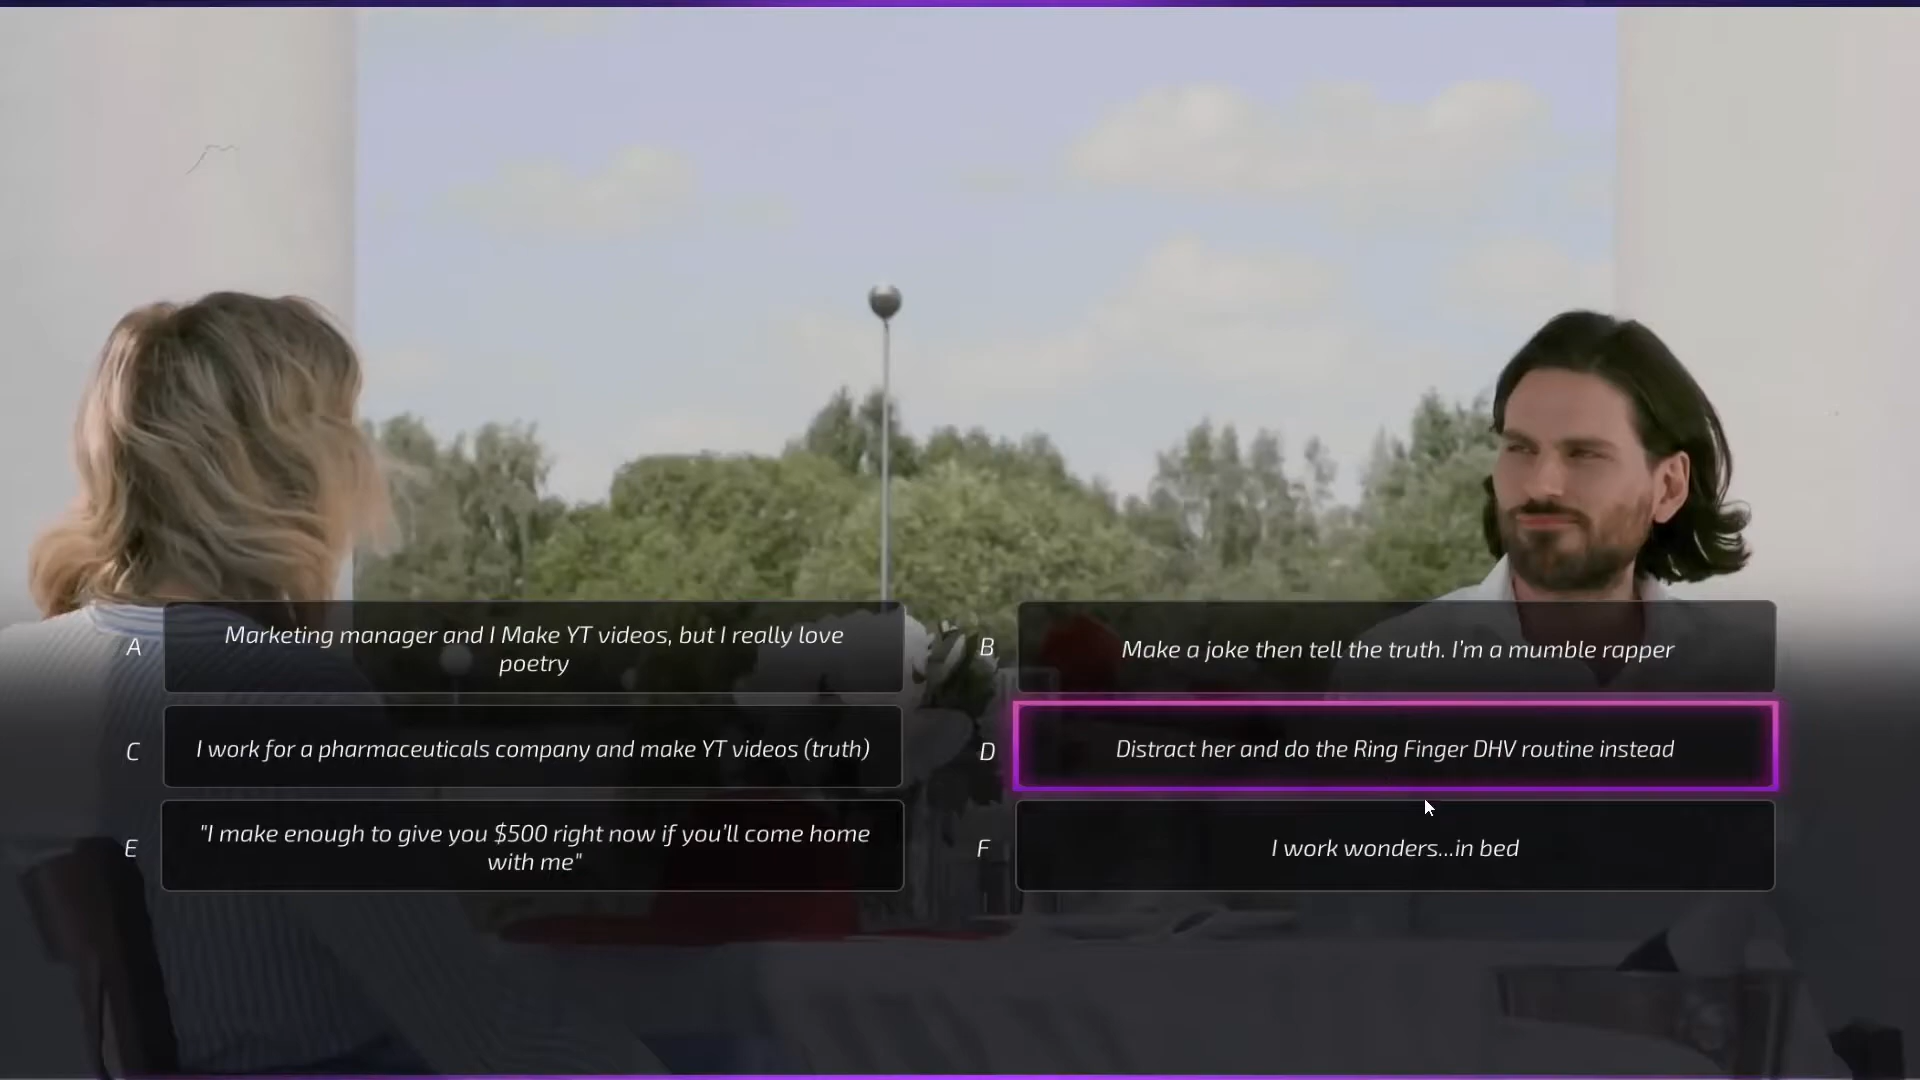 A
Marketing manager and I Make YT videos, but I really love
poetry
B
Make a joke then tell the truth. I'm a mumble rapper
C
I work for a pharmaceuticals company and make YT videos (truth)
D
Distract her and do the Ring Finger DHV routine instead
E
"I make enough to give you $500 right now if you'll come home
with me"
F
I work wonders...in bed